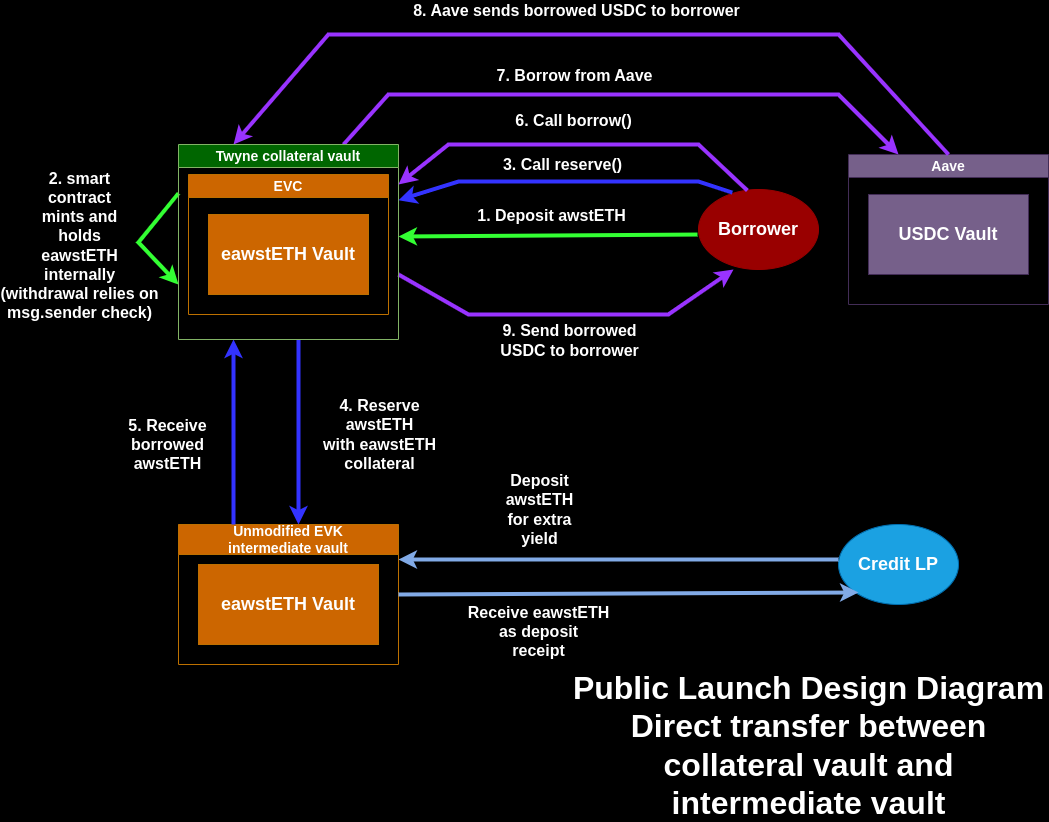 8. Aave sends borrowed USDC to borrower
7. Borrow from Aave
6. Call borrow()
Twyne collateral vault
Aave
3. Call reserve()
2. smart
contract
mints and
holds
eawstETH
internally
(withdrawal relies on
msg.sender check)
EVC
eawstETH Vault
1. Deposit awstETH
Borrower
USDC Vault
9. Send borrowed
USDC to borrower
5. Receive
borrowed
awstETH
4. Reserve
awstETH
with eawstETH
collateral
Deposit
awstETH
for extra
yield
Unmodified EVK
intermediate vault
eawstETH Vault
Credit LP
Receive eawstETH
as deposit
receipt
Public Launch Design Diagram
Direct transfer between
collateral vault and
intermediate vault